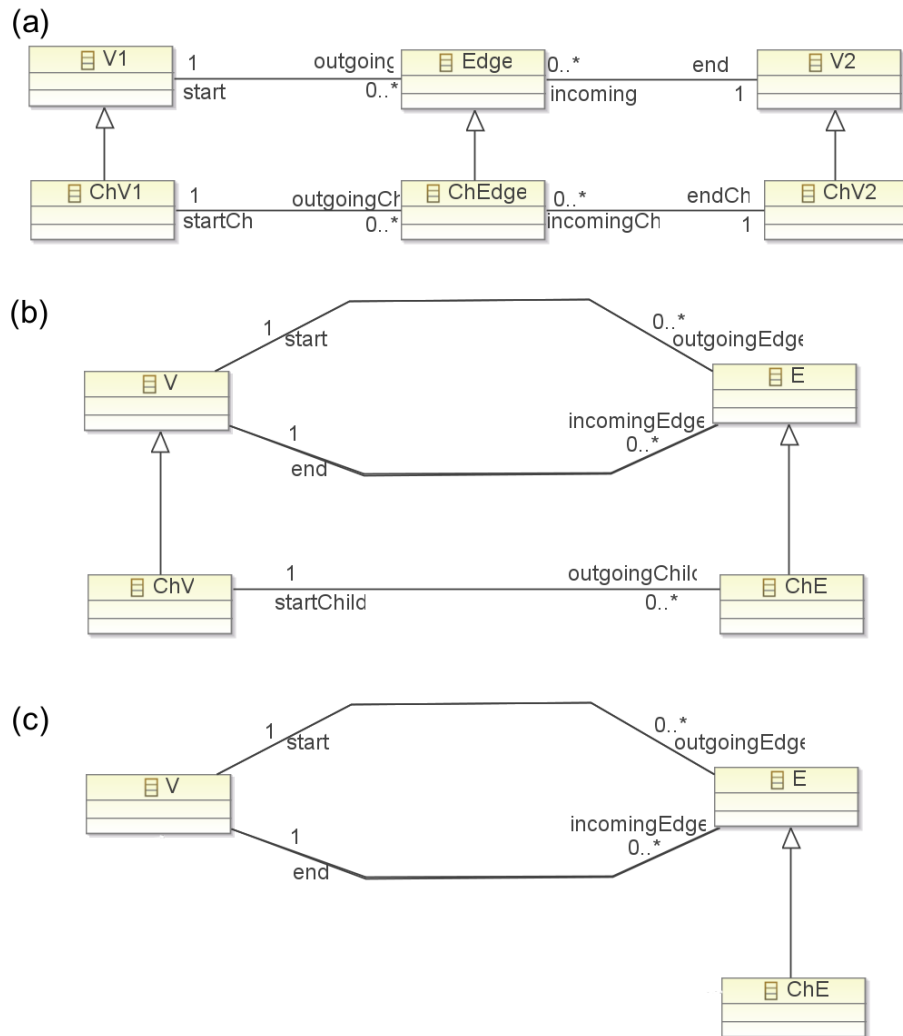 (a)
V1 1 outgoing Edge 0..* end V2
start 0..* incoming 1
ChV1 1 outgoingCh ChEdge 0..* endCh ChV2
startCh 0..* incomingCh 1
(b)
1 start 0..* outgoingEdge
V E
1 end incomingEdge 0..*
ChV 1 outgoingChild ChE
startChild 0..*
(c)
1 start 0..* outgoingEdge
V E
1 end incomingEdge 0..*
ChE